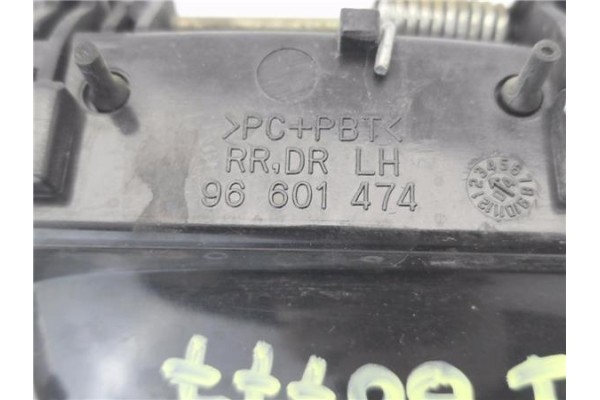 >PC+PBT<
RR,DR LH
96 601 474